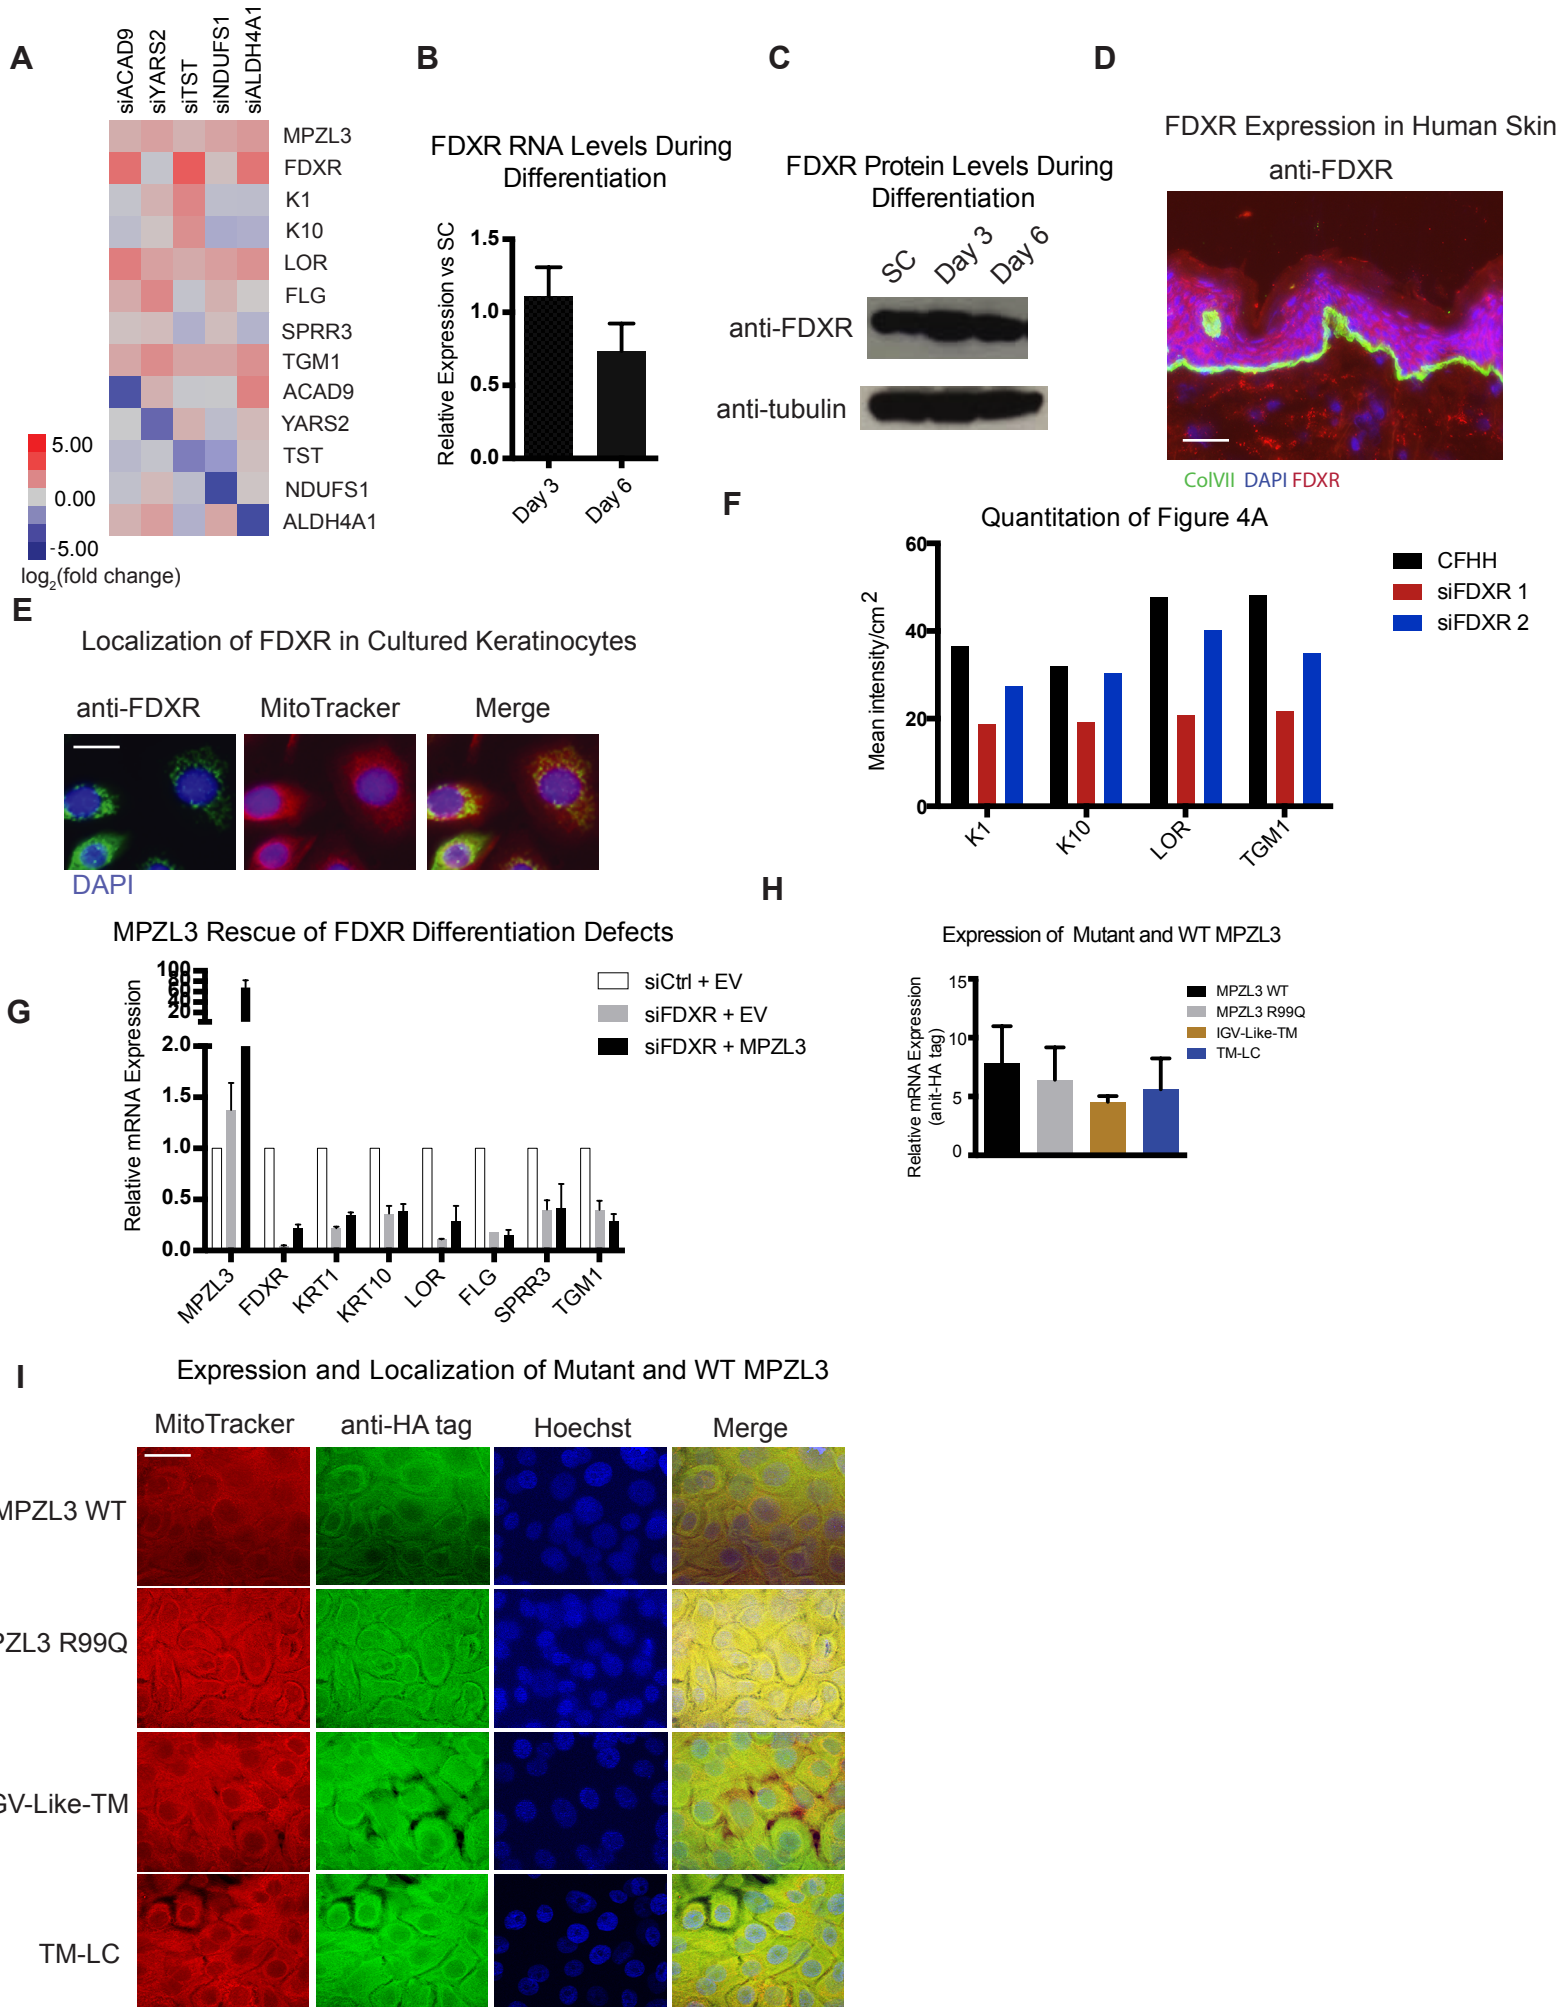 A
siACAD9
siYARS2
siTST
siNDUFS1
siALDH4A1
MPZL3
FDXR
K1
K10
LOR
FLG
SPRR3
TGM1
ACAD9
YARS2
TST
NDUFS1
ALDH4A1
5.00
0.00
-5.00
log2(fold change)
B
FDXR RNA Levels During
Differentiation
Relative Expression vs SC
1.5
1.0
0.5
0.0
Day 3
Day 6
C
FDXR Protein Levels During
Differentiation
SC
Day 3
Day 6
anti-FDXR
anti-tubulin
D
FDXR Expression in Human Skin
anti-FDXR
ColVII DAPI FDXR
E
Localization of FDXR in Cultured Keratinocytes
anti-FDXR
MitoTracker
Merge
DAPI
F
Quantitation of Figure 4A
Mean intensity/cm2
60
40
20
0
K1
K10
LOR
TGM1
CFHH
siFDXR 1
siFDXR 2
G
MPZL3 Rescue of FDXR Differentiation Defects
Relative mRNA Expression
100
80
60
40
20
2.0
1.5
1.0
0.5
0.0
MPZL3
FDXR
KRT1
KRT10
LOR
FLG
SPRR3
TGM1
siCtrl + EV
siFDXR + EV
siFDXR + MPZL3
H
Expression of Mutant and WT MPZL3
Relative mRNA Expression
(anit-HA tag)
15
10
5
0
MPZL3 WT
MPZL3 R99Q
IGV-Like-TM
TM-LC
I
Expression and Localization of Mutant and WT MPZL3
MitoTracker
anti-HA tag
Hoechst
Merge
MPZL3 WT
PZL3 R99Q
GV-Like-TM
TM-LC